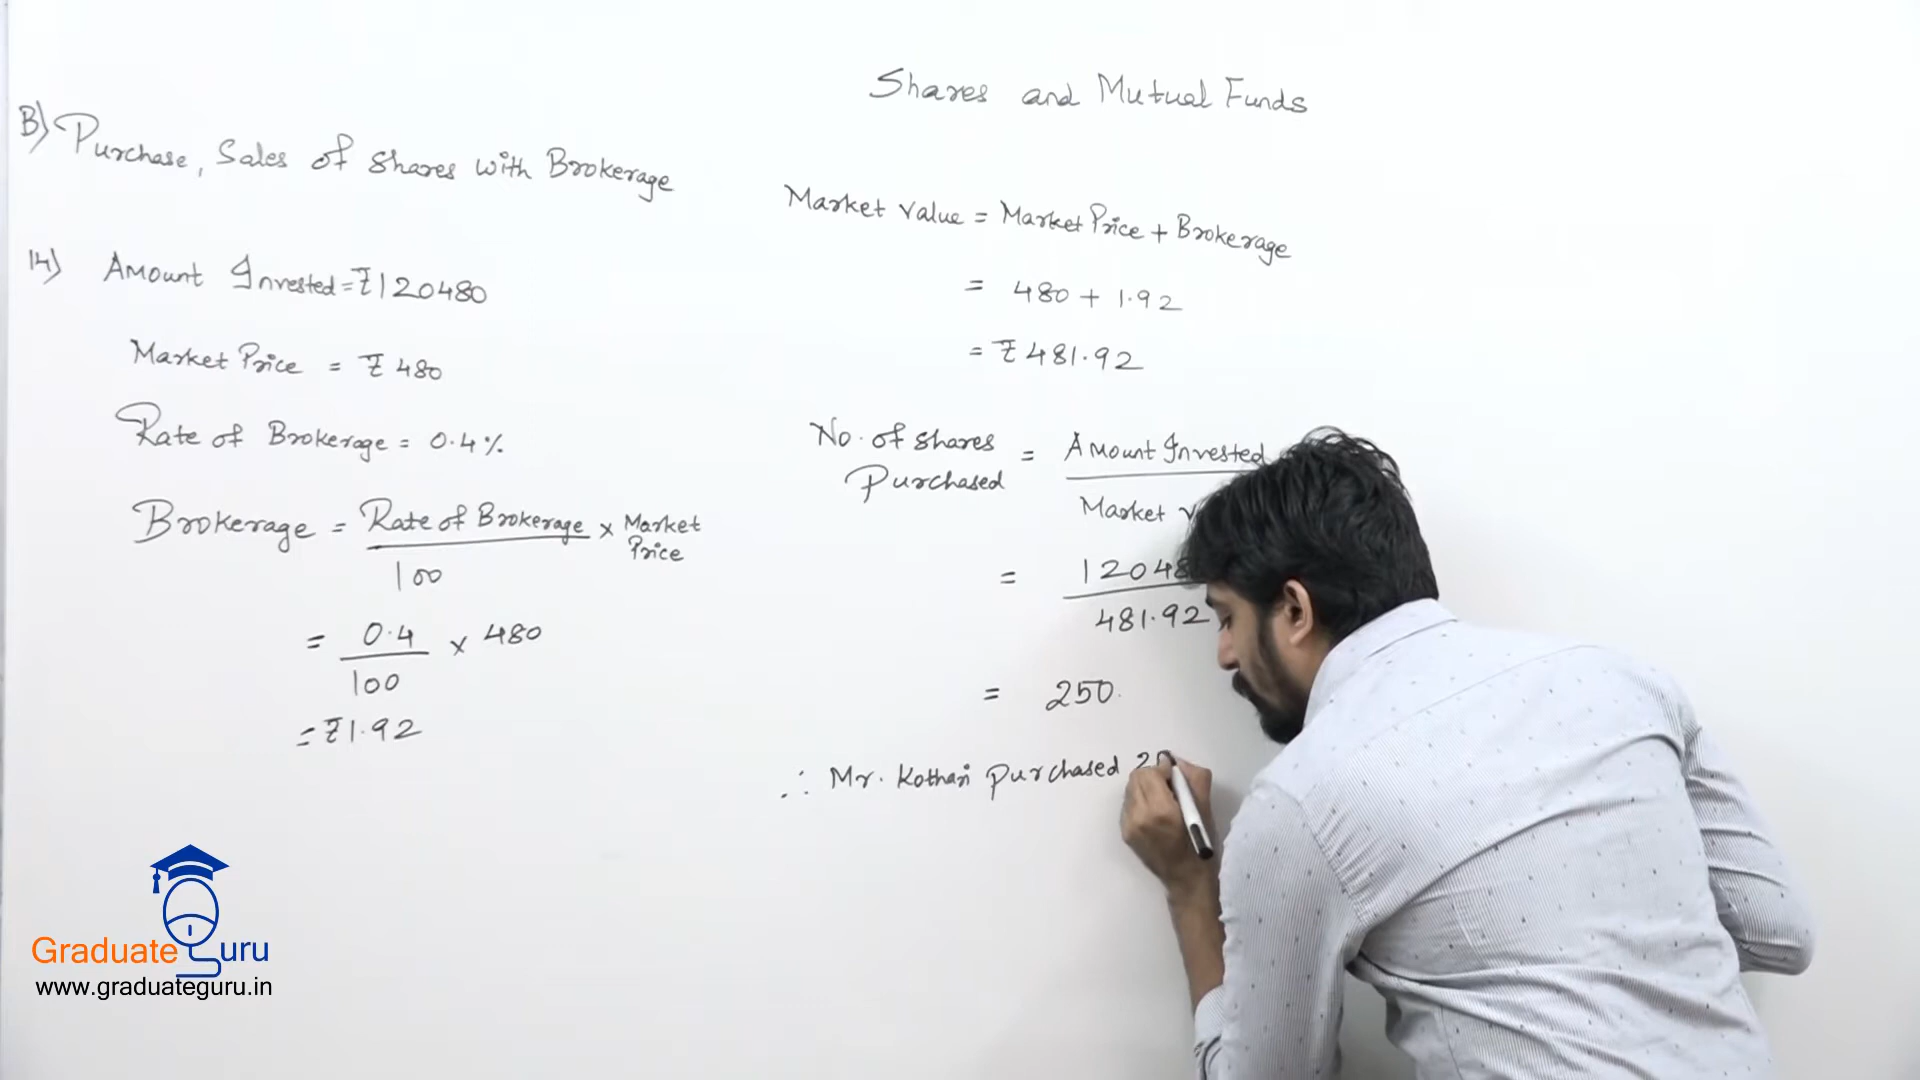 Shares and Mutual Funds
B) Purchase, Sales of Shares with Brokerage
14) Amount Invested = ₹120480
Market Price = ₹480
Rate of Brokerage = 0.4%
Brokerage = Rate of Brokerage × Market Price
100
= 0.4 × 480
100
= ₹1.92
Market Value = Market Price + Brokerage
= 480 + 1.92
= ₹481.92
No. of Shares Purchased = Amount Invested
Market
= 12048
481.92
= 250.
∴ Mr. Kothari Purchased
GraduateGuru
www.graduateguru.in